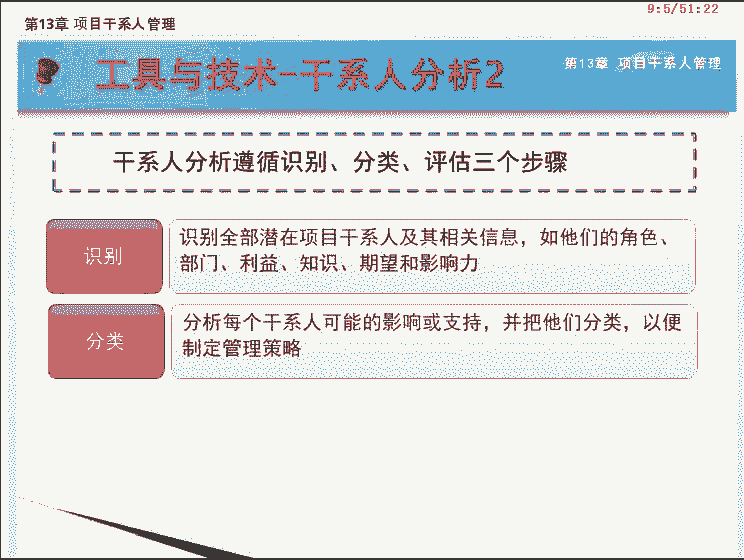 9:5/51:22
第13章 项目干系人管理
工具与技术-干系人分析2
第13章 项目干系人管理
干系人分析遵循识别、分类、评估三个步骤
识别
识别全部潜在项目干系人及其相关信息，如他们的角色、
部门、利益、知识、期望和影响力
分类
分析每个干系人可能的影响或支持，并把他们分类，以便
制定管理策略